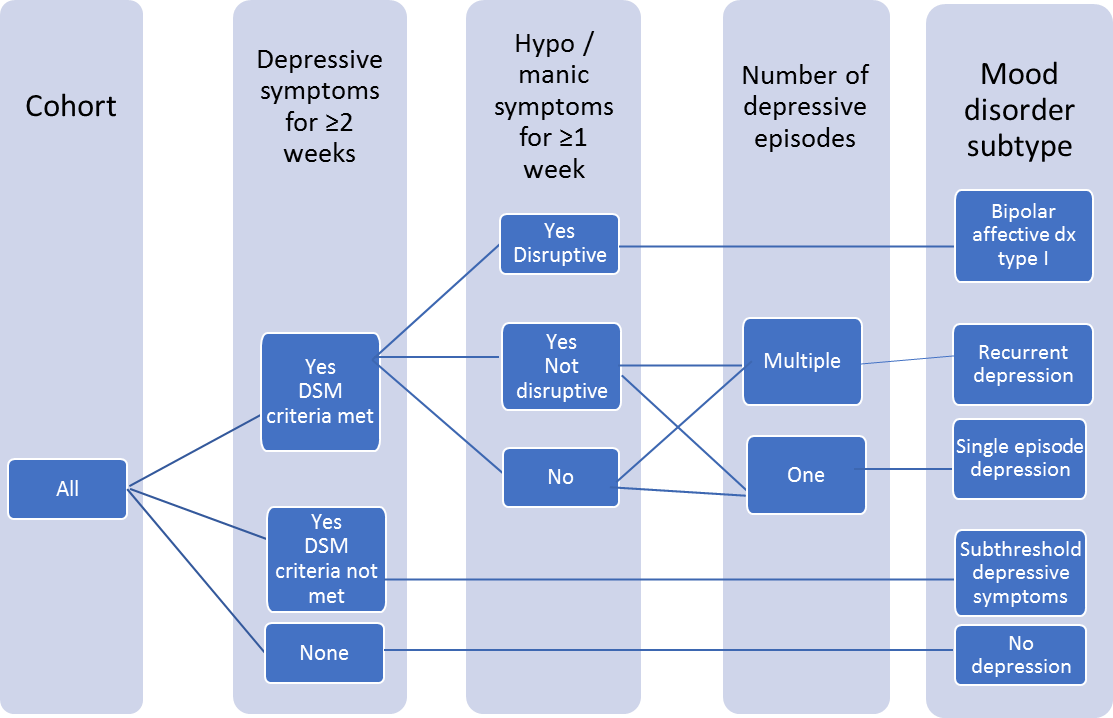 Cohort
All
Depressive
symptoms
for ≥2
weeks
Yes
DSM
criteria met
Yes
DSM
criteria not
met
None
Hypo /
manic
symptoms
for ≥1
week
Yes
Disruptive
Yes
Not
disruptive
No
Number of
depressive
episodes
Multiple
One
Mood
disorder
subtype
Bipolar
affective dx
type I
Recurrent
depression
Single episode
depression
Subthreshold
depressive
symptoms
No
depression